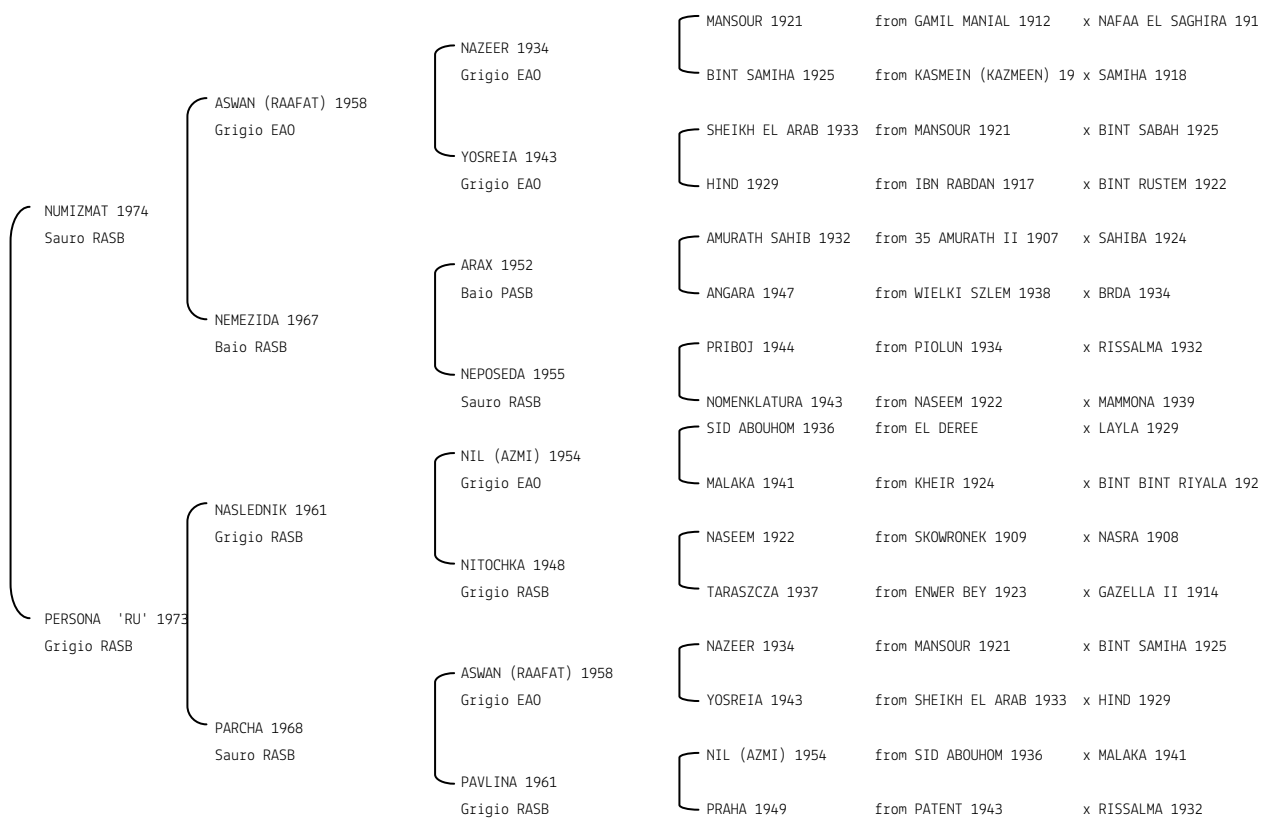 MANSOUR 1921 from GAMIL MANIAL 1912 x NAFAA EL SAGHIRA 191
NAZEER 1934
Grigio EAO
BINT SAMIHA 1925 from KASMEIN (KAZMEEN) 19 x SAMIHA 1918
ASWAN (RAAFAT) 1958
Grigio EAO
SHEIKH EL ARAB 1933 from MANSOUR 1921 x BINT SABAH 1925
YOSREIA 1943
Grigio EAO
HIND 1929 from IBN RABDAN 1917 x BINT RUSTEM 1922
NUMIZMAT 1974
Sauro RASB
AMURATH SAHIB 1932 from 35 AMURATH II 1907 x SAHIBA 1924
ARAX 1952
Baio PASB
ANGARA 1947 from WIELKI SZLEM 1938 x BRDA 1934
NEMEZIDA 1967
Baio RASB
PRIBOJ 1944 from PIOLUN 1934 x RISSALMA 1932
NEPOSEDA 1955
Sauro RASB
NOMENKLATURA 1943 from NASEEM 1922 x MAMMONA 1939
SID ABOUHOM 1936 from EL DEREE x LAYLA 1929
NIL (AZMI) 1954
Grigio EAO
MALAKA 1941 from KHEIR 1924 x BINT BINT RIYALA 192
NASLEDNIK 1961
Grigio RASB
NASEEM 1922 from SKOWRONEK 1909 x NASRA 1908
NITOCHKA 1948
Grigio RASB
TARASZCZA 1937 from ENWER BEY 1923 x GAZELLA II 1914
PERSONA 'RU' 1973
Grigio RASB
NAZEER 1934 from MANSOUR 1921 x BINT SAMIHA 1925
ASWAN (RAAFAT) 1958
Grigio EAO
YOSREIA 1943 from SHEIKH EL ARAB 1933 x HIND 1929
PARCHA 1968
Sauro RASB
NIL (AZMI) 1954 from SID ABOUHOM 1936 x MALAKA 1941
PAVLINA 1961
Grigio RASB
PRAHA 1949 from PATENT 1943 x RISSALMA 1932